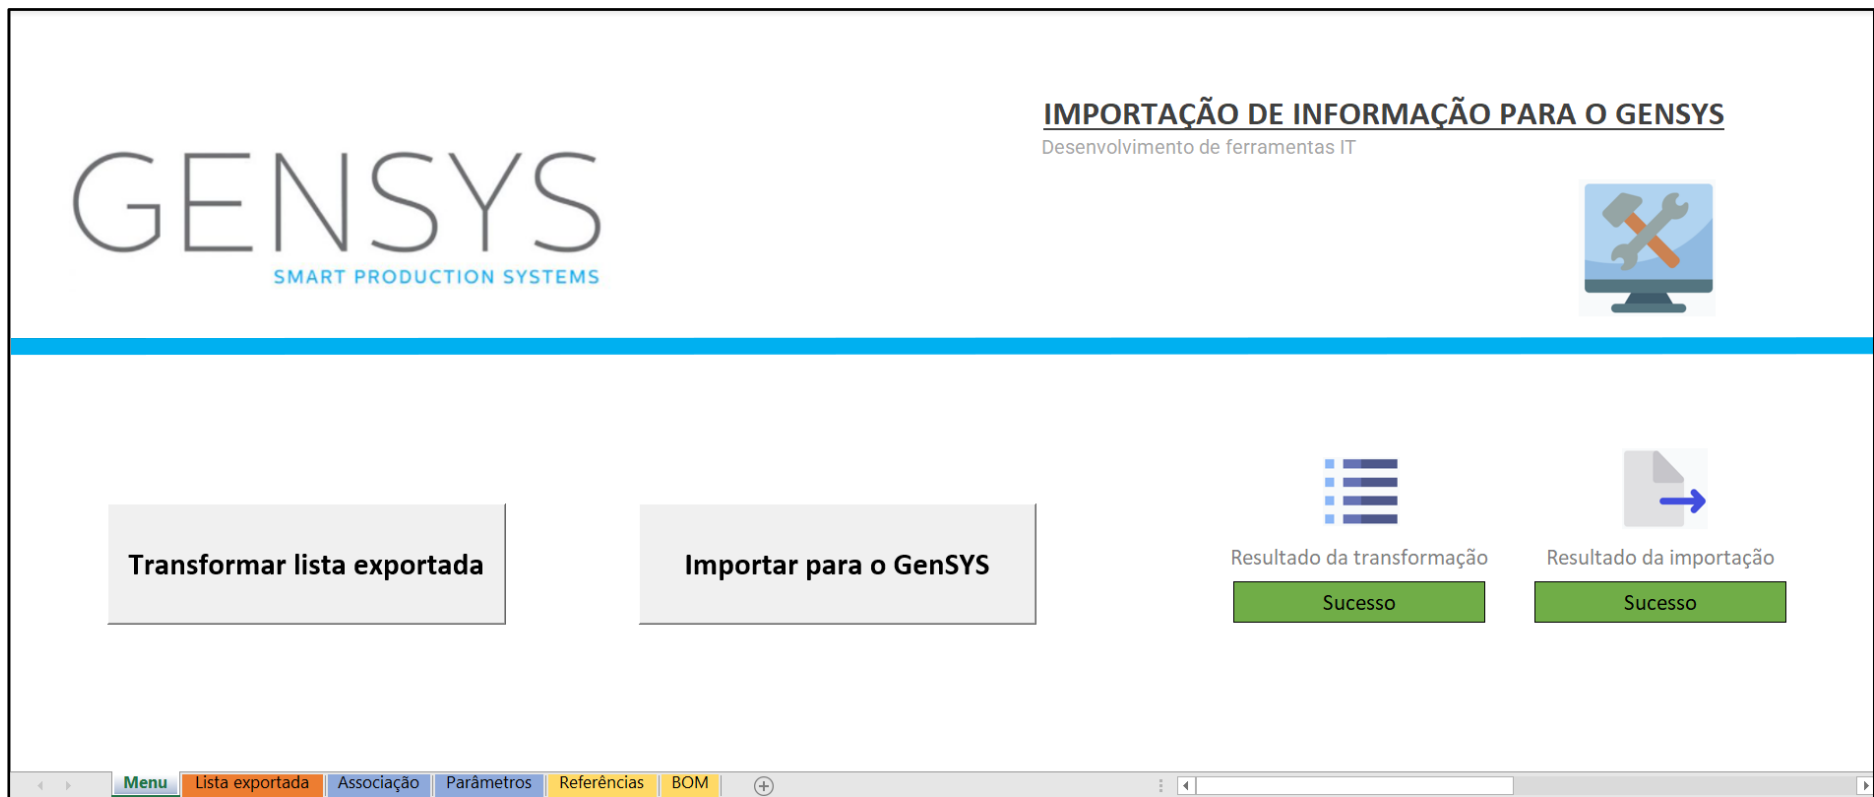 IMPORTAÇÃO DE INFORMAÇÃO PARA O GENSYS
Desenvolvimento de ferramentas IT
GENSYS
SMART PRODUCTION SYSTEMS
Transformar lista exportada
Importar para o GenSYS
Resultado da transformação
Sucesso
Resultado da importação
Sucesso
Menu
Lista exportada
Associação
Parâmetros
Referências
BOM